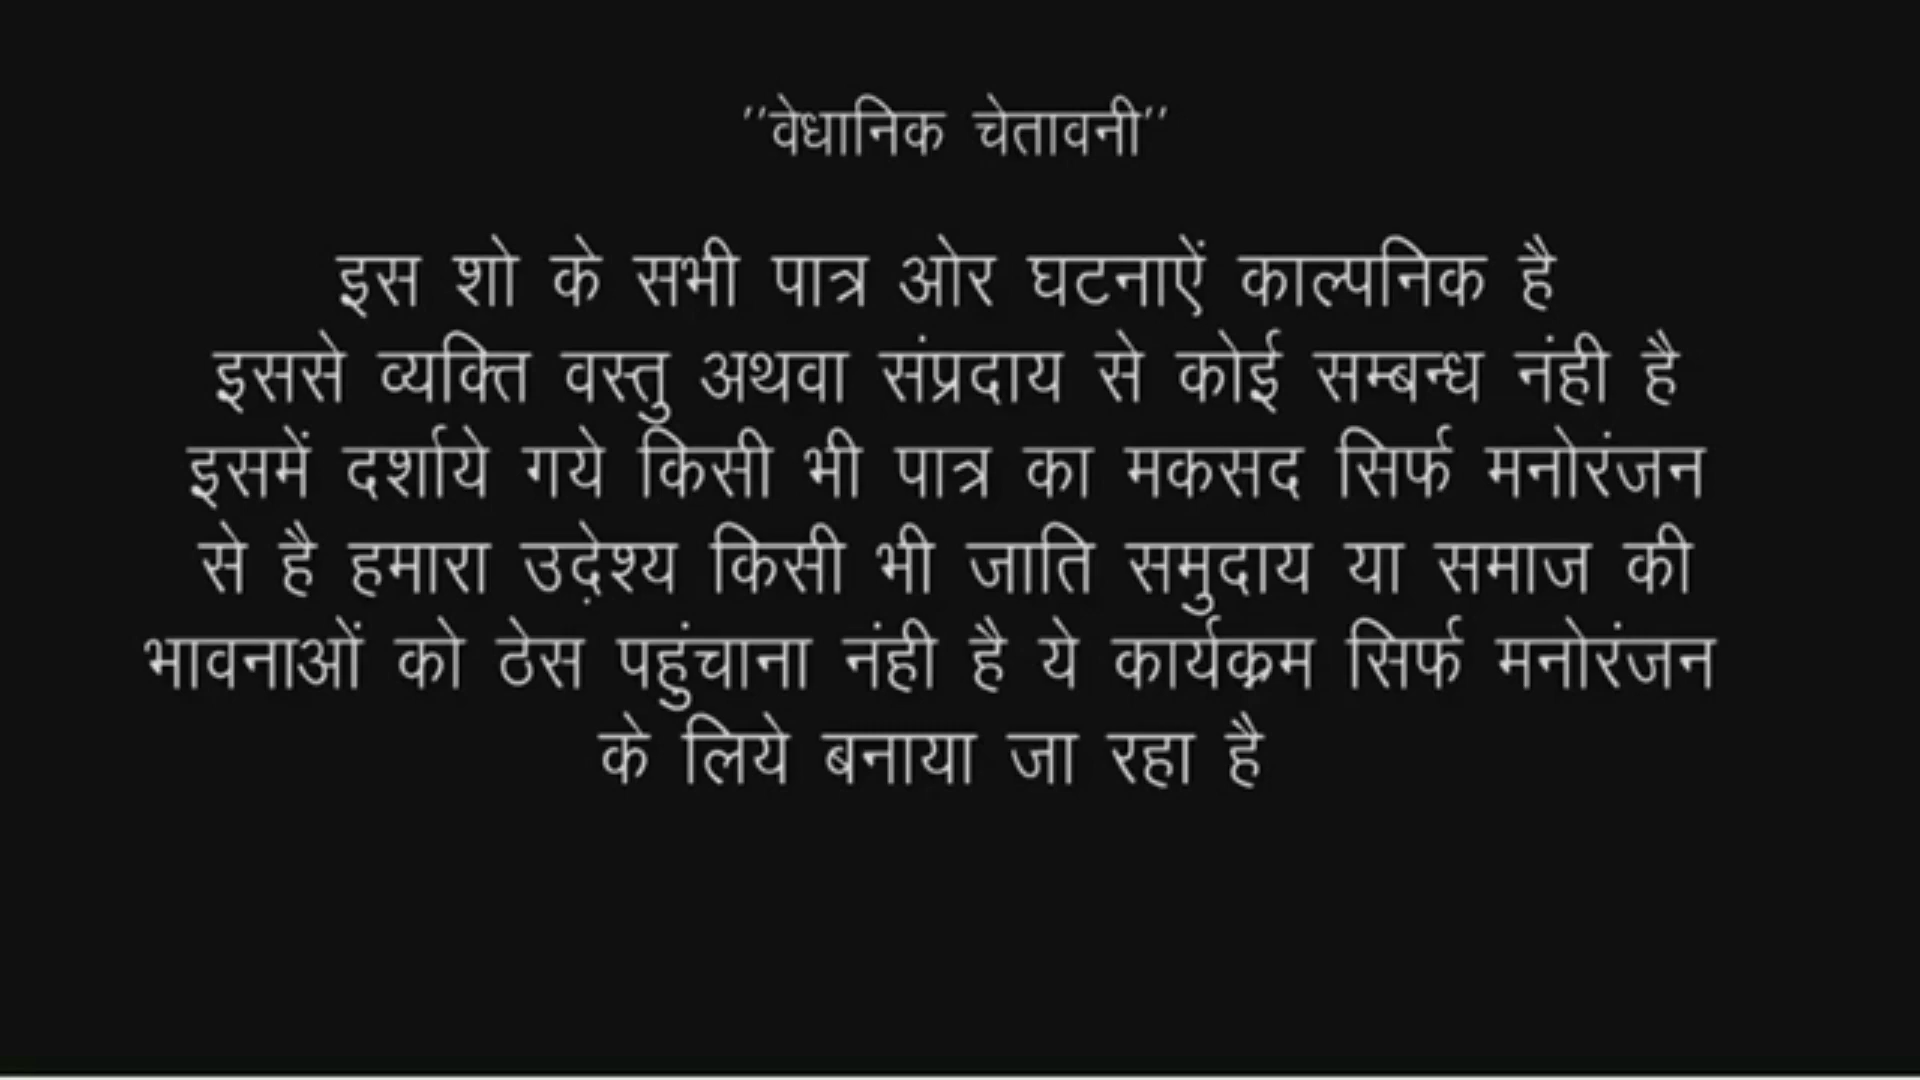 ''वेधानिक चेतावनी''
इस शो के सभी पात्र ओर घटनाऐं काल्पनिक है
इससे व्यक्ति वस्तु अथवा संप्रदाय से कोई सम्बन्ध नंही है
इसमें दर्शाये गये किसी भी पात्र का मकसद सिर्फ मनोरंजन
से है हमारा उद़ेश्य किसी भी जाति समुदाय या समाज की
भावनाओं को ठेस पहुंचाना नंही है ये कार्यक्रम सिर्फ मनोरंजन
के लिये बनाया जा रहा है